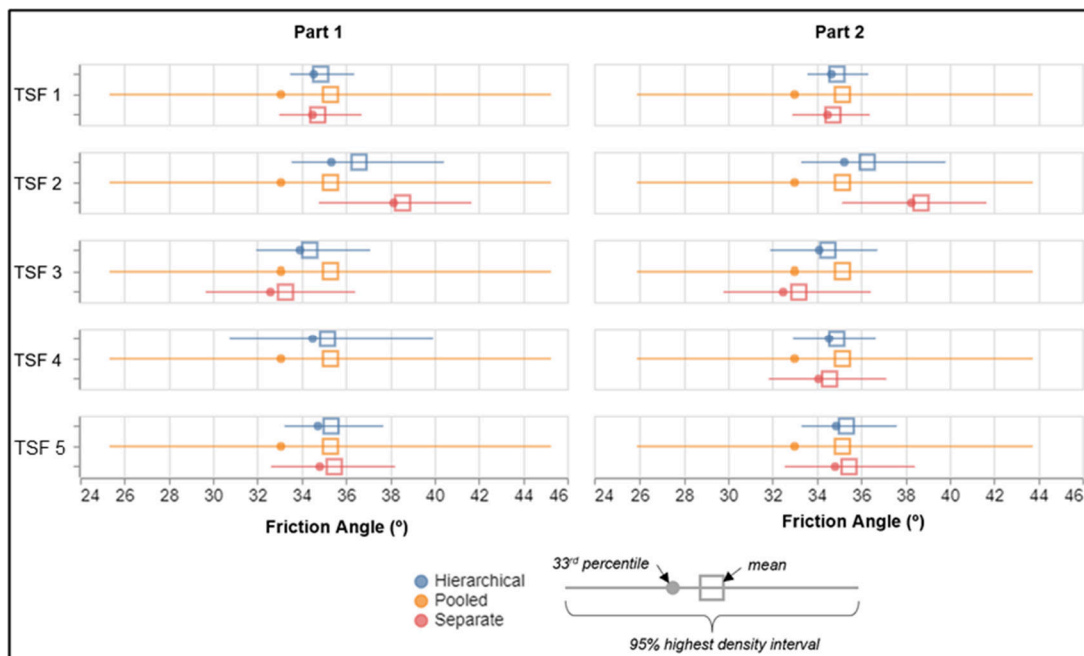 Part 1 Part 2
TSF 1
TSF 2
TSF 3
TSF 4
TSF 5
24 26 28 30 32 34 36 38 40 42 44 46 24 26 28 30 32 34 36 38 40 42 44 46
Friction Angle (º) Friction Angle (º)
33rd percentile mean
Hierarchical
Pooled
Separate
95% highest density interval